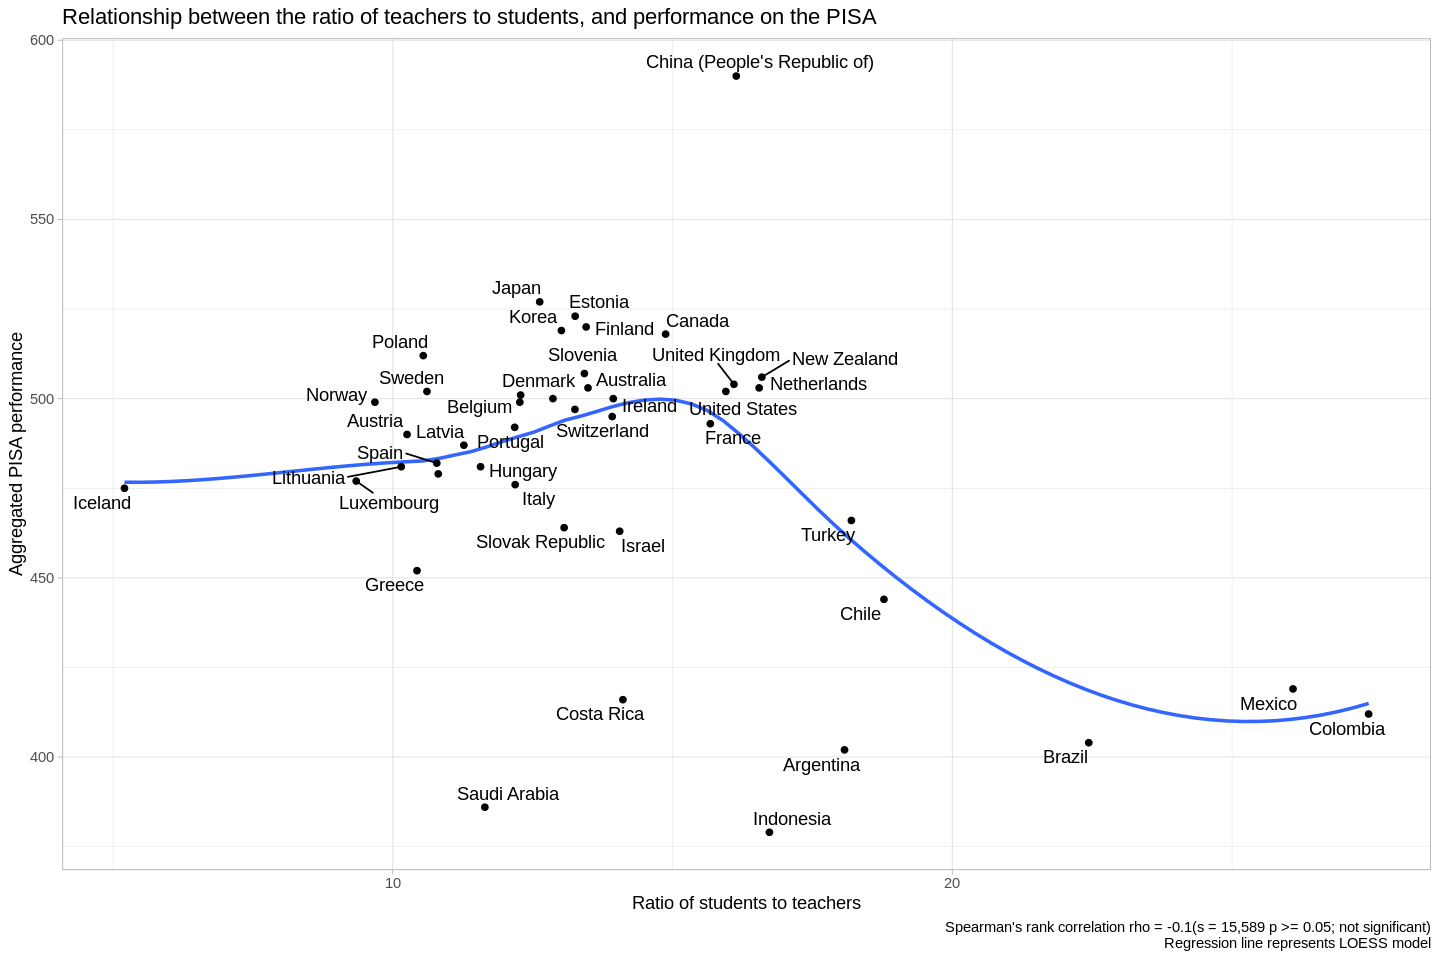 Relationship between the ratio of teachers to students, and performance on the PISA
600
China (People's Republic of)
550
Japan
Estonia
Korea
Finland
Canada
Poland
Slovenia
United Kingdom
New Zealand
Sweden
Denmark
Australia
Netherlands
Norway
500
Belgium
Ireland
United States
Austria
Latvia
Portugal
Switzerland
France
Spain
Lithuania
Hungary
Iceland
Luxembourg
Italy
Slovak Republic
Israel
Turkey
Greece
450
Chile
Costa Rica
Mexico
Colombia
400
Argentina
Brazil
Saudi Arabia
Indonesia
Aggregated PISA performance
10
20
Ratio of students to teachers
Spearman's rank correlation rho = -0.1(s = 15,589 p >= 0.05; not significant)
Regression line represents LOESS model